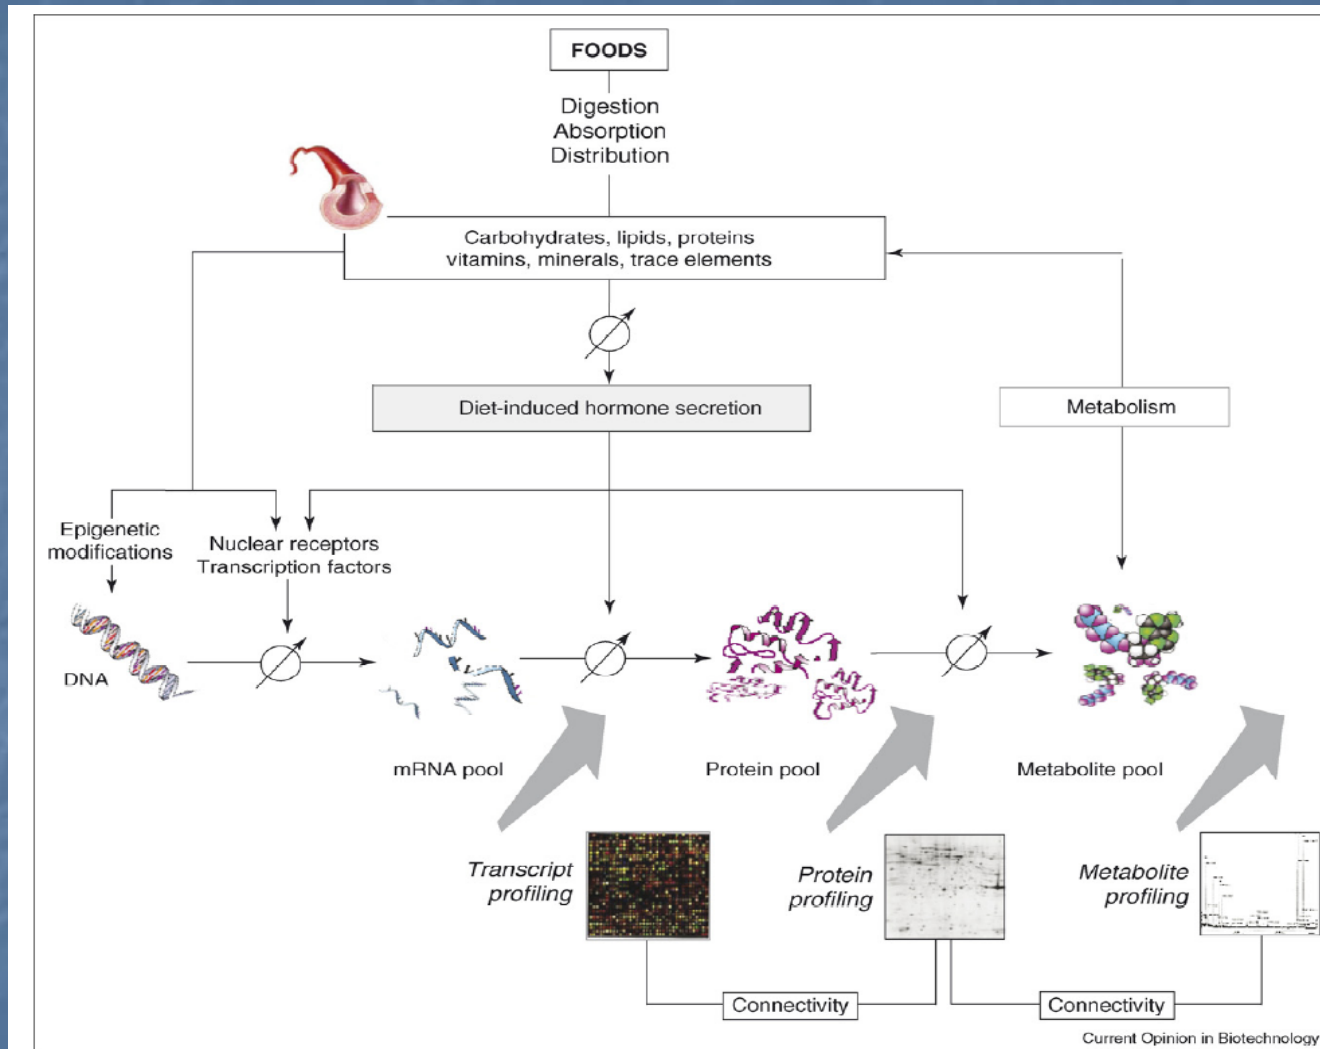 FOODS
Digestion
Absorption
Distribution
Carbohydrates, lipids, proteins
vitamins, minerals, trace elements
Diet-induced hormone secretion
Metabolism
Epigenetic
modifications
Nuclear receptors
Transcription factors
DNA
mRNA pool
Protein pool
Metabolite pool
Transcript
profiling
Protein
profiling
Metabolite
profiling
Connectivity
Connectivity
Current Opinion in Biotechnology